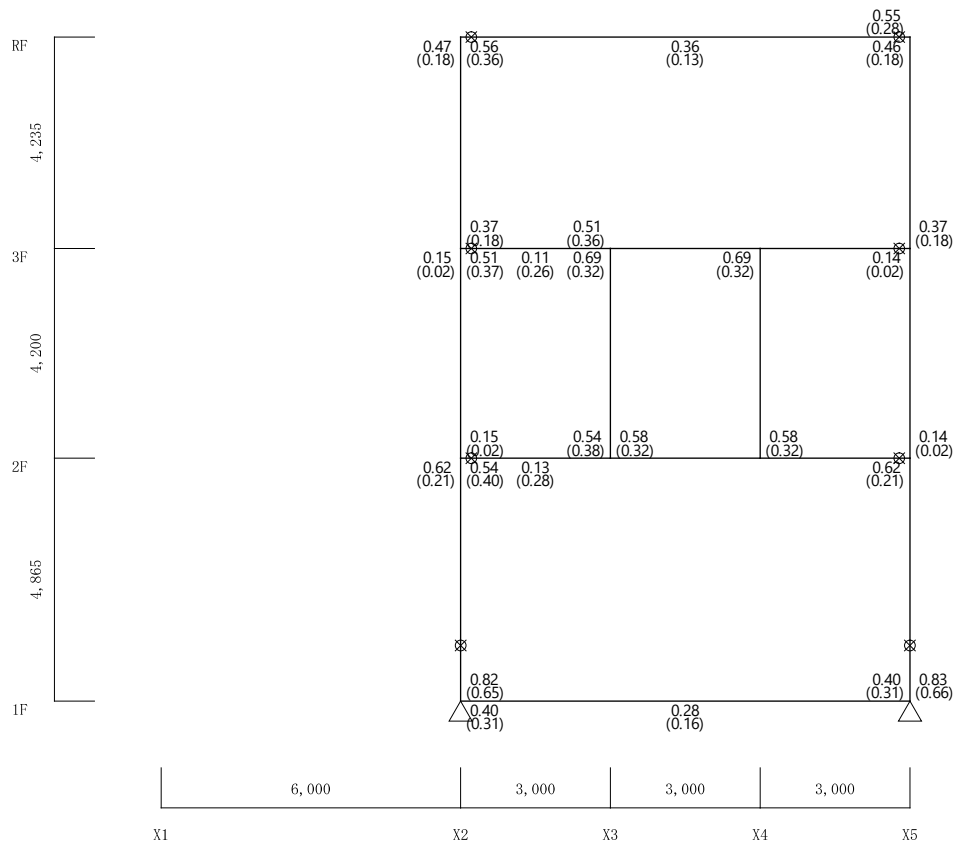 0.55
(0.28)
RF
0.47 0.56 0.36 0.46
(0.18) (0.36) (0.13) (0.18)
4,235
0.37 0.51 0.37
(0.18) (0.36) (0.18)
3F
0.15 0.51 0.11 0.69 0.69 0.14
(0.02) (0.37) (0.26) (0.32) (0.32) (0.02)
4,200
0.15 0.54 0.58 0.58 0.14
(0.02) (0.38) (0.32) (0.32) (0.02)
2F
0.62 0.54 0.13 0.62
(0.21) (0.40) (0.28) (0.21)
4,865
0.82 0.40 0.83
(0.65) (0.31) (0.66)
1F
0.40 0.28
(0.31) (0.16)
6,000 3,000 3,000 3,000
X1 X2 X3 X4 X5